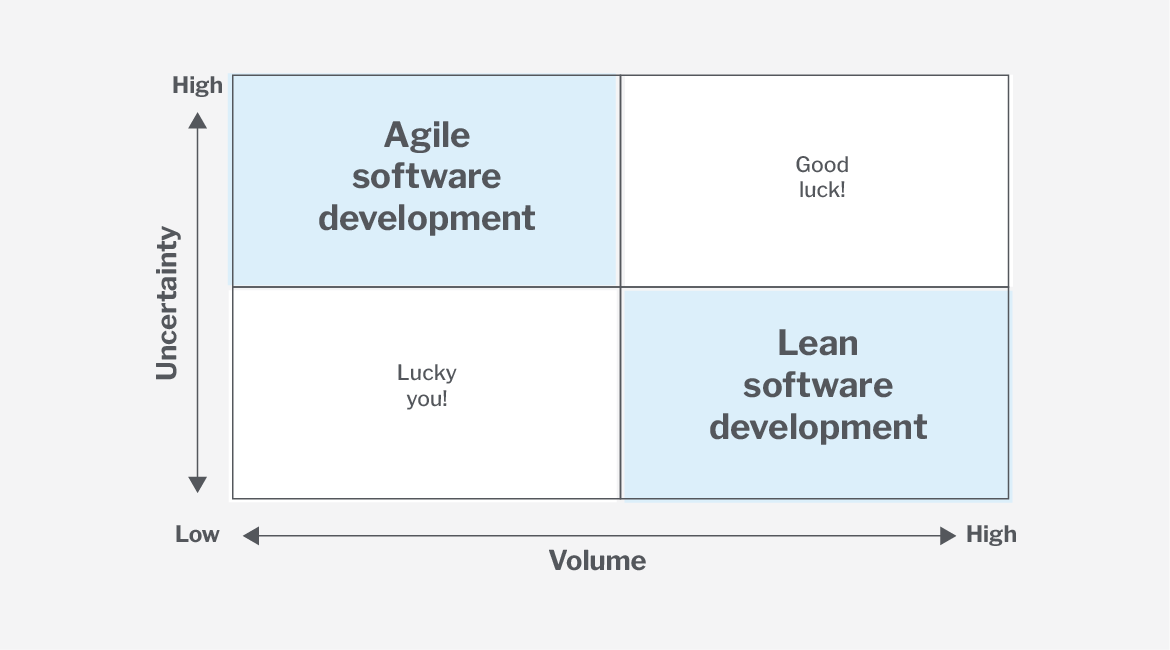 High
Agile
software
development
Good
luck!
Uncertainty
Lucky
you!
Lean
software
development
Low
High
Volume